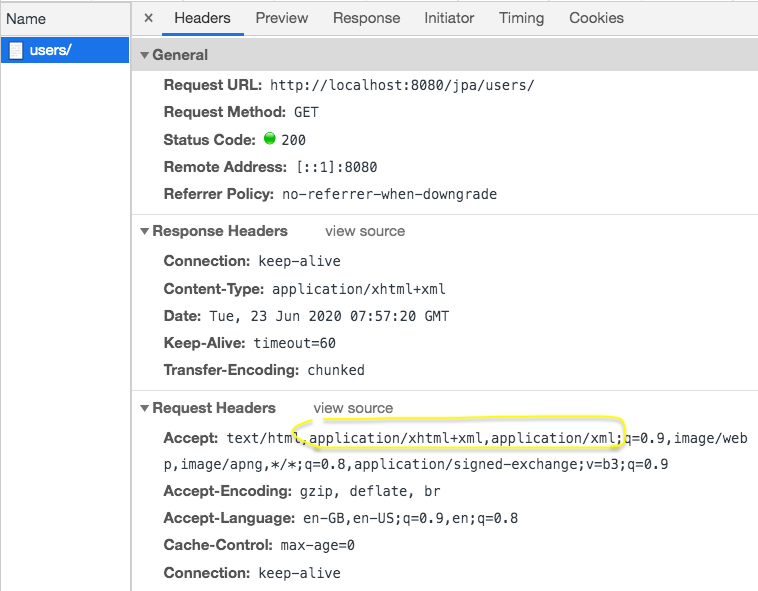 Name
× Headers Preview Response Initiator Timing Cookies
users/
General
Request URL: http://localhost:8080/jpa/users/
Request Method: GET
Status Code: 200
Remote Address: [::1]:8080
Referrer Policy: no-referrer-when-downgrade
Response Headers view source
Connection: keep-alive
Content-Type: application/xhtml+xml
Date: Tue, 23 Jun 2020 07:57:20 GMT
Keep-Alive: timeout=60
Transfer-Encoding: chunked
Request Headers view source
Accept: text/html,application/xhtml+xml,application/xml;q=0.9,image/web
p,image/apng,*/*;q=0.8,application/signed-exchange;v=b3;q=0.9
Accept-Encoding: gzip, deflate, br
Accept-Language: en-GB,en-US;q=0.9,en;q=0.8
Cache-Control: max-age=0
Connection: keep-alive